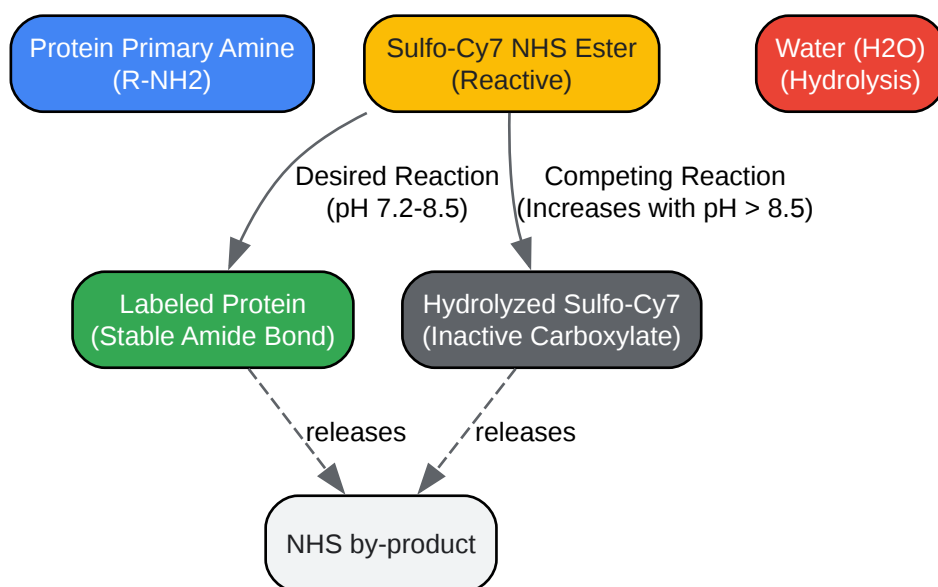 Protein Primary Amine
(R-NH2)
Sulfo-Cy7 NHS Ester
(Reactive)
Water (H2O)
(Hydrolysis)
Desired Reaction
(pH 7.2-8.5)
Competing Reaction
(Increases with pH > 8.5)
Labeled Protein
(Stable Amide Bond)
Hydrolyzed Sulfo-Cy7
(Inactive Carboxylate)
releases
releases
NHS by-product